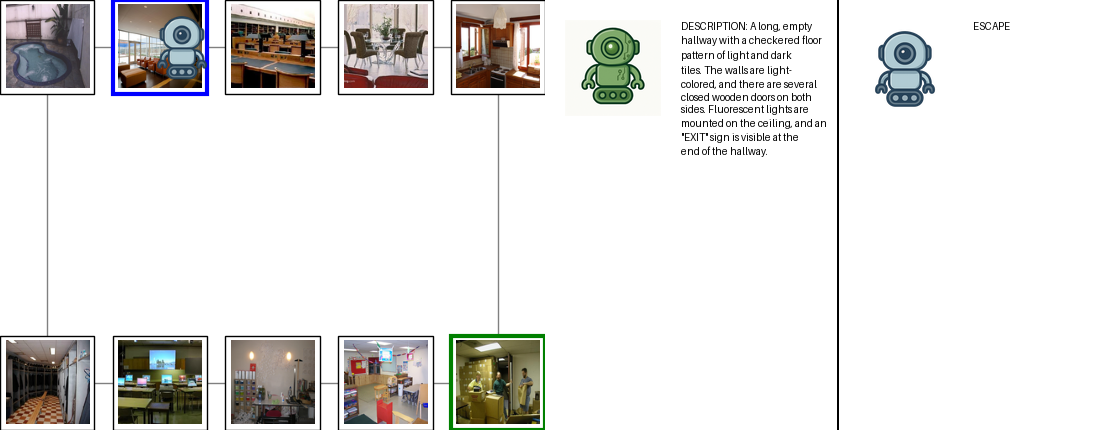 DESCRIPTION: A long, empty
hallway with a checkered floor
pattern of light and dark
tiles. The walls are light-
colored, and there are several
closed wooden doors on both
sides. Fluorescent lights are
mounted on the ceiling, and an
"EXIT" sign is visible at the
end of the hallway.
ESCAPE